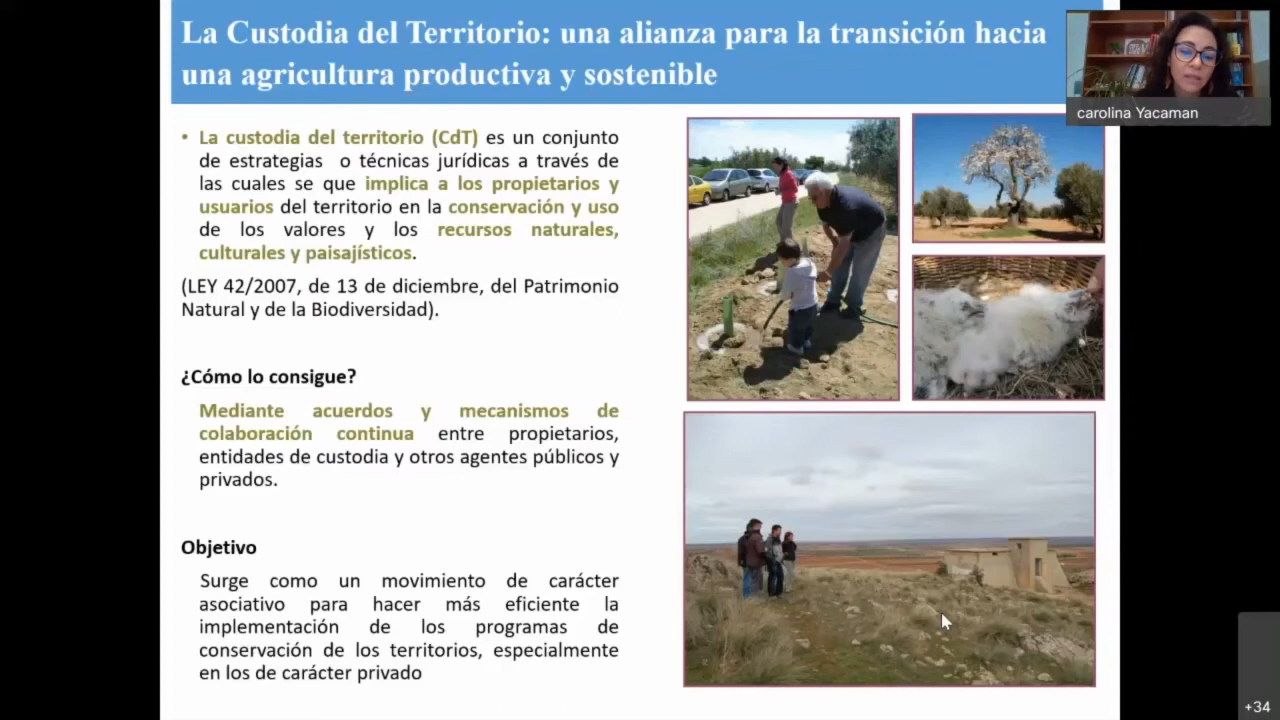 La Custodia del Territorio: una alianza para la transición hacia
una agricultura productiva y sostenible
carolina Yacaman
• La custodia del territorio (CdT) es un conjunto
de estrategias o técnicas jurídicas a través de
las cuales se que implica a los propietarios y
usuarios del territorio en la conservación y uso
de los valores y los recursos naturales,
culturales y paisajísticos.
(LEY 42/2007, de 13 de diciembre, del Patrimonio
Natural y de la Biodiversidad).
¿Cómo lo consigue?
Mediante acuerdos y mecanismos de
colaboración continua entre propietarios,
entidades de custodia y otros agentes públicos y
privados.
Objetivo
Surge como un movimiento de carácter
asociativo para hacer más eficiente la
implementación de los programas de
conservación de los territorios, especialmente
en los de carácter privado
+34